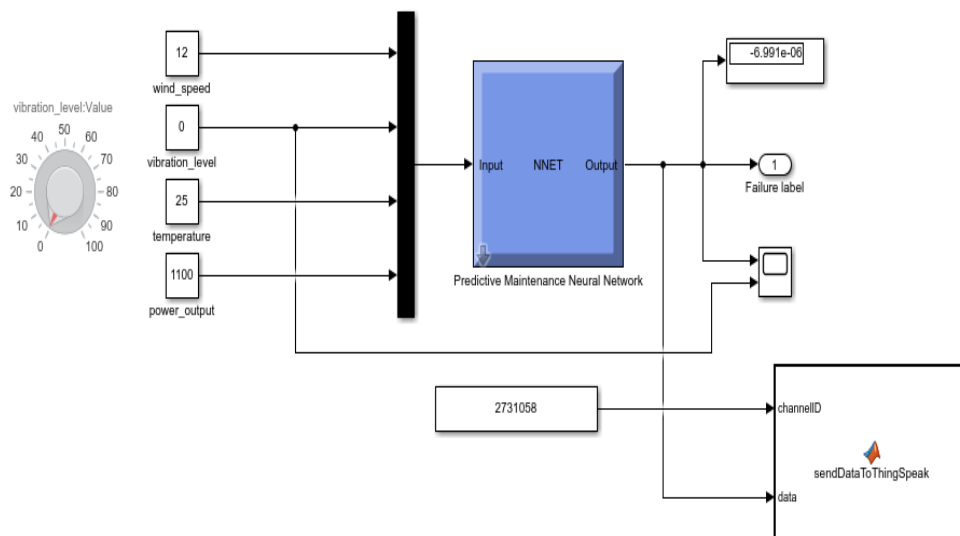 12
wind_speed
vibration_level:Value
0
10
20
30
40
50
60
70
80
90
100
0
vibration_level
25
temperature
1100
power_output
Input
NNET
Output
Predictive Maintenance Neural Network
-6.991e-06
1
Failure label
2731058
channelID
sendDataToThingSpeak
data